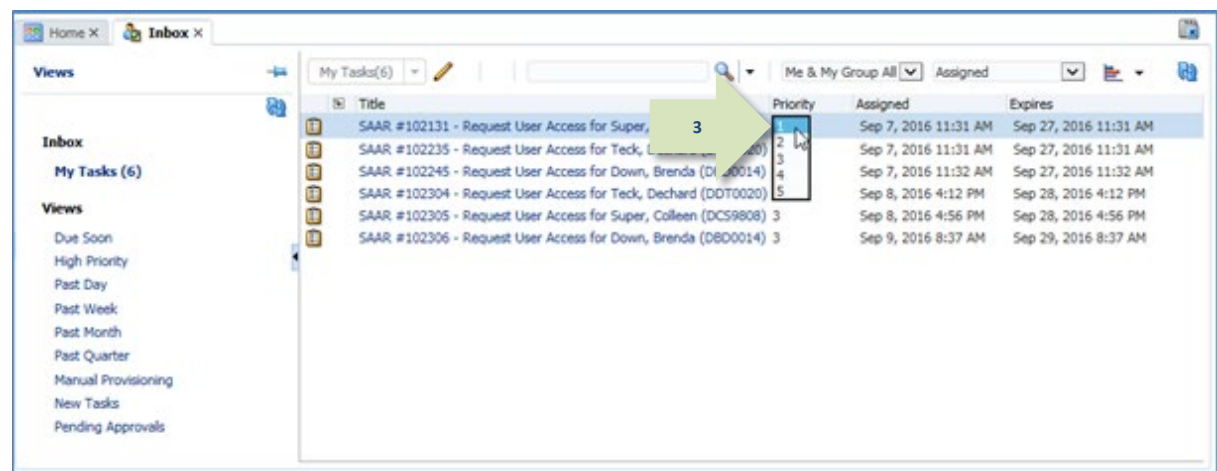 Home Inbox
Views My Tasks(6) Me & My Group All Assigned
Title Priority Assigned Expires
SAAR #102131 - Request User Access for Super, 3 1 Sep 7, 2016 11:31 AM Sep 27, 2016 11:31 AM
SAAR #102235 - Request User Access for Teck, 2 Sep 7, 2016 11:31 AM Sep 27, 2016 11:31 AM
3
SAAR #102245 - Request User Access for Down, Brenda 4 Sep 7, 2016 11:32 AM Sep 27, 2016 11:32 AM
SAAR #102304 - Request User Access for Teck, Dechard (DDT0020) 5 Sep 8, 2016 4:12 PM Sep 28, 2016 4:12 PM
SAAR #102305 - Request User Access for Super, Colleen (DCS9808) 3 Sep 8, 2016 4:56 PM Sep 28, 2016 4:56 PM
SAAR #102306 - Request User Access for Down, Brenda (DBD0014) 3 Sep 9, 2016 8:37 AM Sep 29, 2016 8:37 AM
Inbox
My Tasks (6)
Views
Due Soon
High Priority
Past Day
Past Week
Past Month
Past Quarter
Manual Provisioning
New Tasks
Pending Approvals